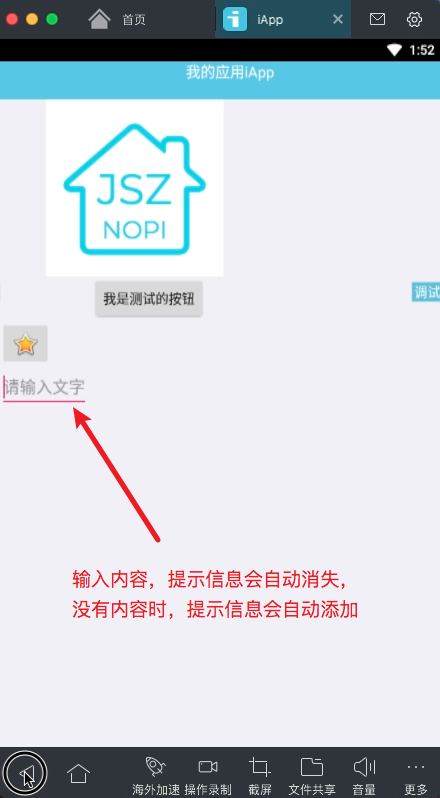 首页
iApp
1:52
我的应用iApp
JSZ
NOPI
我是测试的按钮
调试
请输入文字
输入内容，提示信息会自动消失，
没有内容时，提示信息会自动添加
海外加速 操作录制 截屏 文件共享 音量 更多